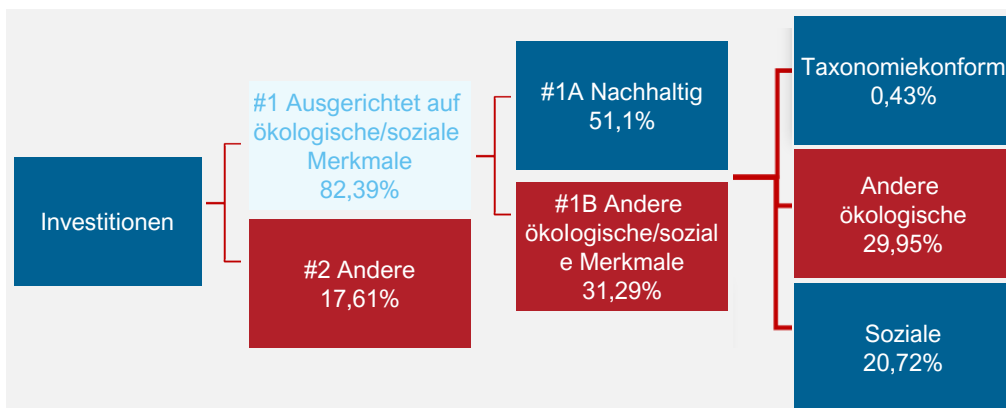 Investitionen
#1 Ausgerichtet auf
ökologische/soziale
Merkmale
82,39%
#2 Andere
17,61%
#1A Nachhaltig
51,1%
#1B Andere
ökologische/sozial
e Merkmale
31,29%
Taxonomiekonform
0,43%
Andere
ökologische
29,95%
Soziale
20,72%